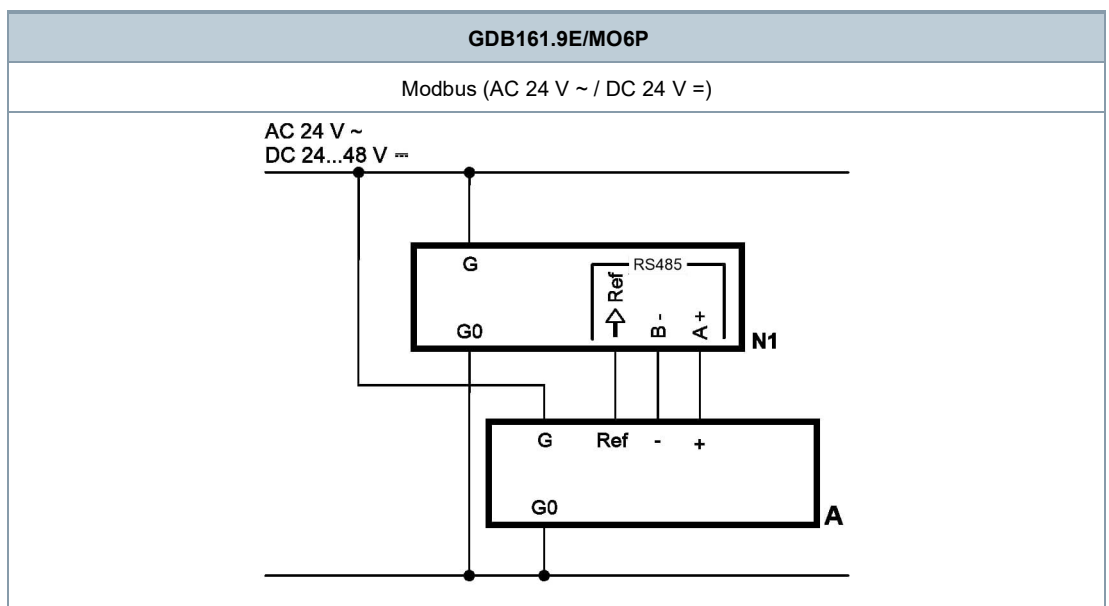 GDB161.9E/MO6P
Modbus (AC 24 V ~ / DC 24 V =)
AC 24 V ~
DC 24...48 V ⎓
G
RS485
Ref
G0
B -
A +
N1
G
Ref
-
+
G0
A